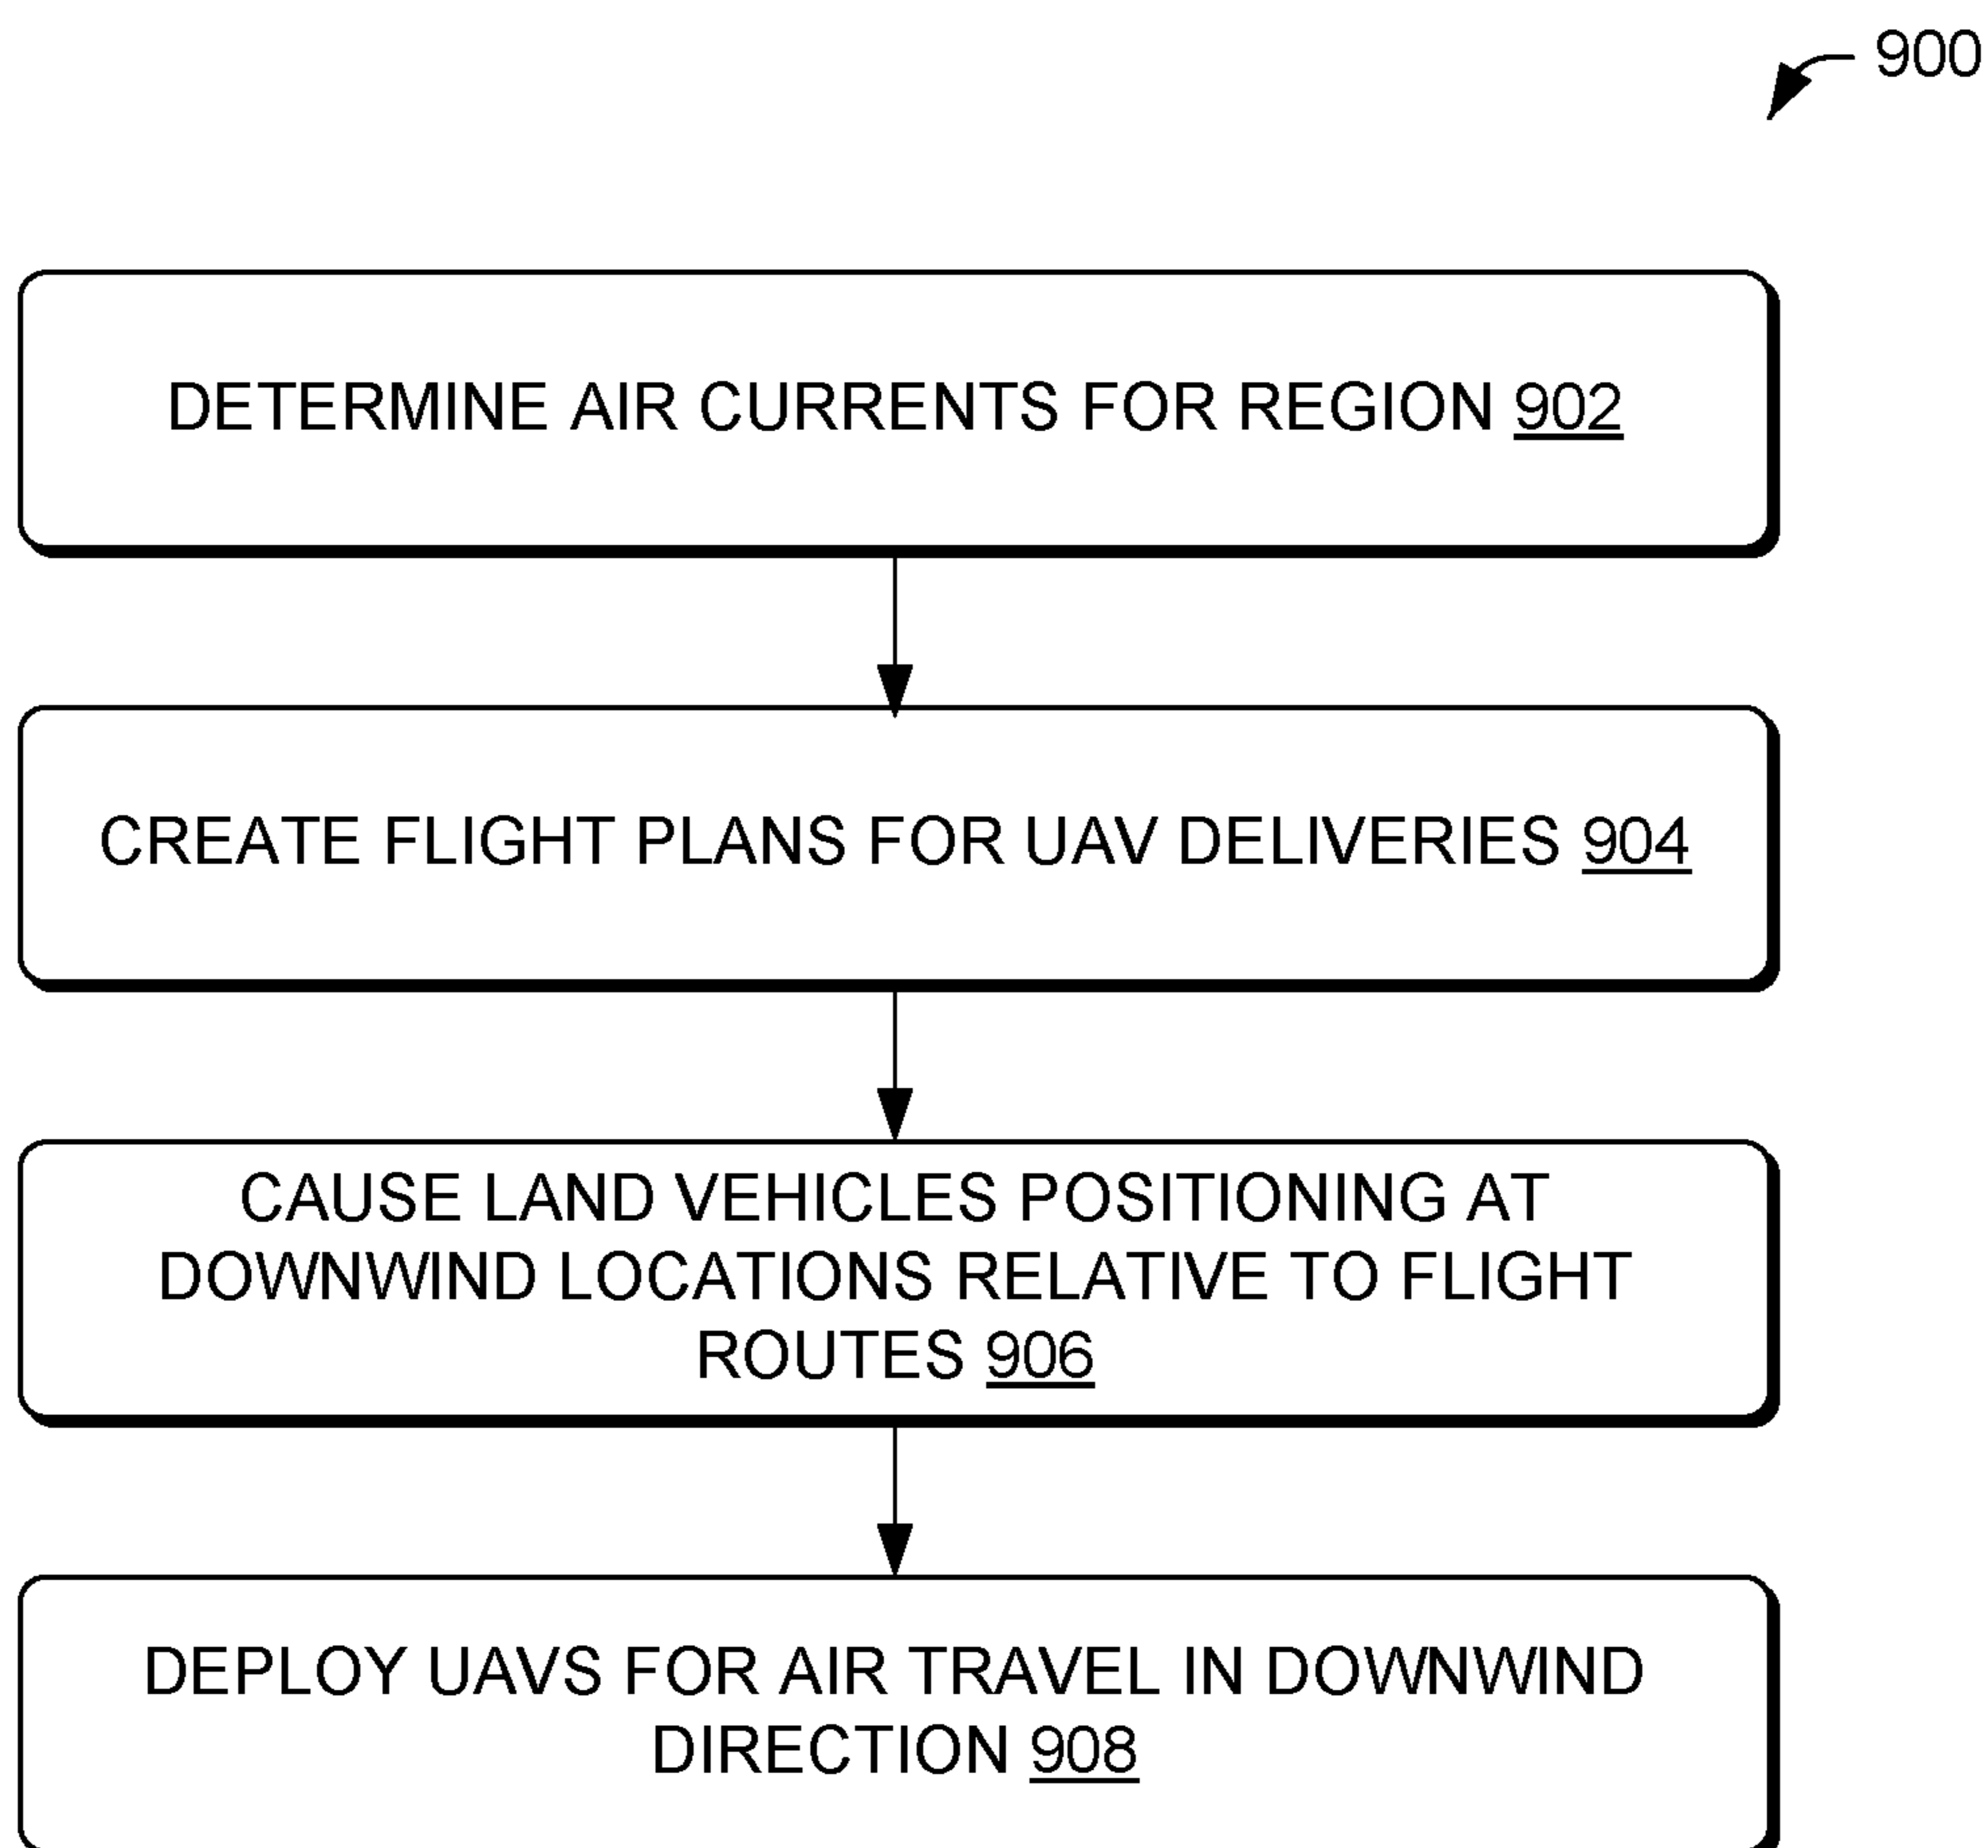 900
DETERMINE AIR CURRENTS FOR REGION 902
CREATE FLIGHT PLANS FOR UAV DELIVERIES 904
CAUSE LAND VEHICLES POSITIONING AT
DOWNWIND LOCATIONS RELATIVE TO FLIGHT
ROUTES 906
DEPLOY UAVS FOR AIR TRAVEL IN DOWNWIND
DIRECTION 908